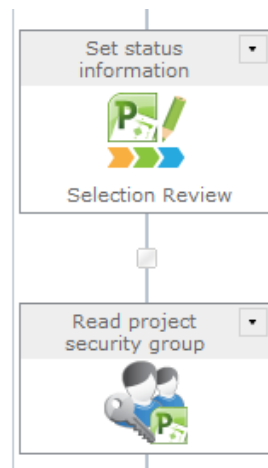 Set status
information
P
Selection Review
Read project
security group
P